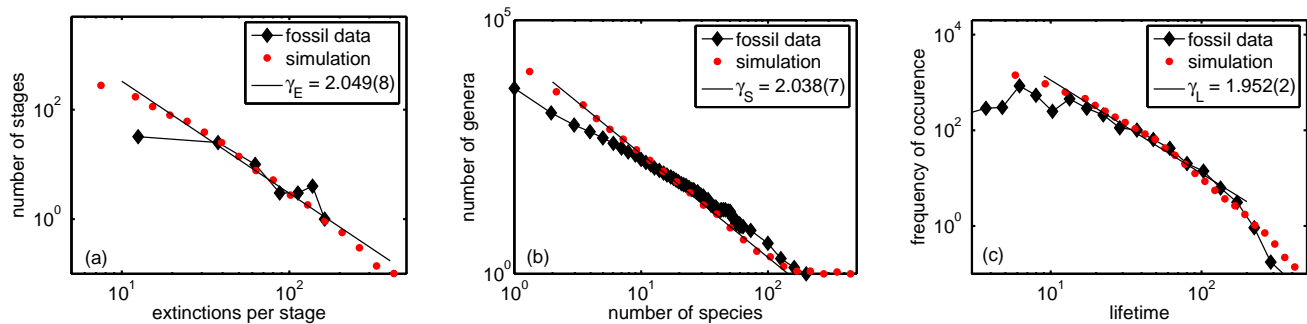 fossil data
simulation
γE = 2.049(8)
10^2
10^0
number of stages
(a)
10^1
10^2
extinctions per stage
10^5
fossil data
simulation
γS = 2.038(7)
number of genera
10^0
(b)
10^0
10^1
10^2
number of species
10^4
fossil data
simulation
γL = 1.952(2)
10^2
10^0
frequency of occurence
(c)
10^1
10^2
lifetime